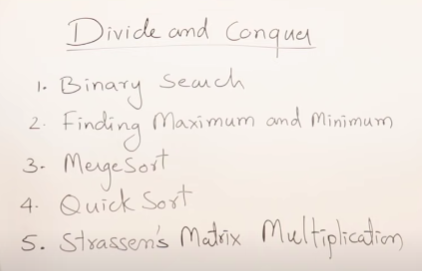 Divide and Conquer
1. Binary Search
2. Finding Maximum and Minimum
3. MergeSort
4. Quick Sort
5. Strassen's Matrix Multiplication